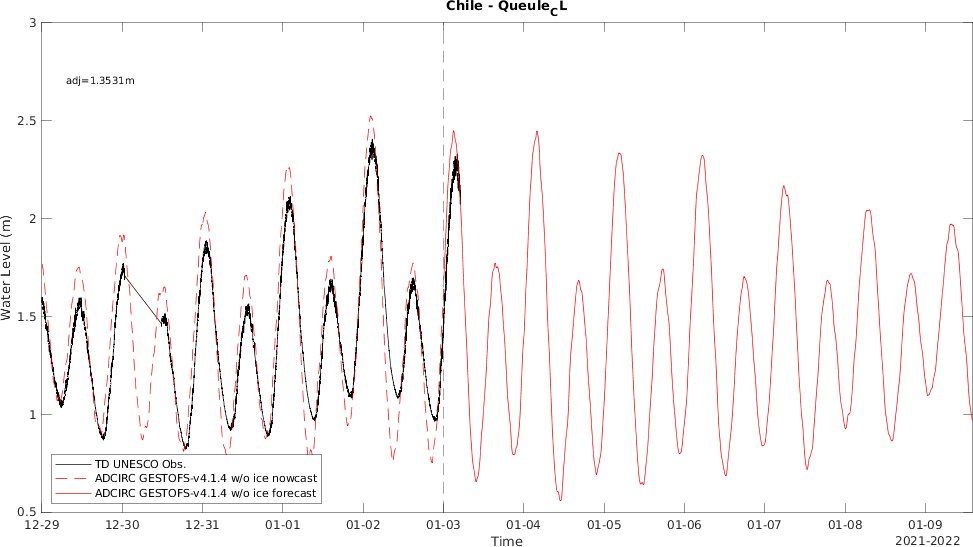 Chile - Queule_CL
3
adj=1.3531m
2.5
2
Water Level (m)
1.5
1
TD UNESCO Obs.
ADCIRC GESTOFS-v4.1.4 w/o ice nowcast
ADCIRC GESTOFS-v4.1.4 w/o ice forecast
0.5
12-29 12-30 12-31 01-01 01-02 01-03 01-04 01-05 01-06 01-07 01-08 01-09
Time
2021-2022